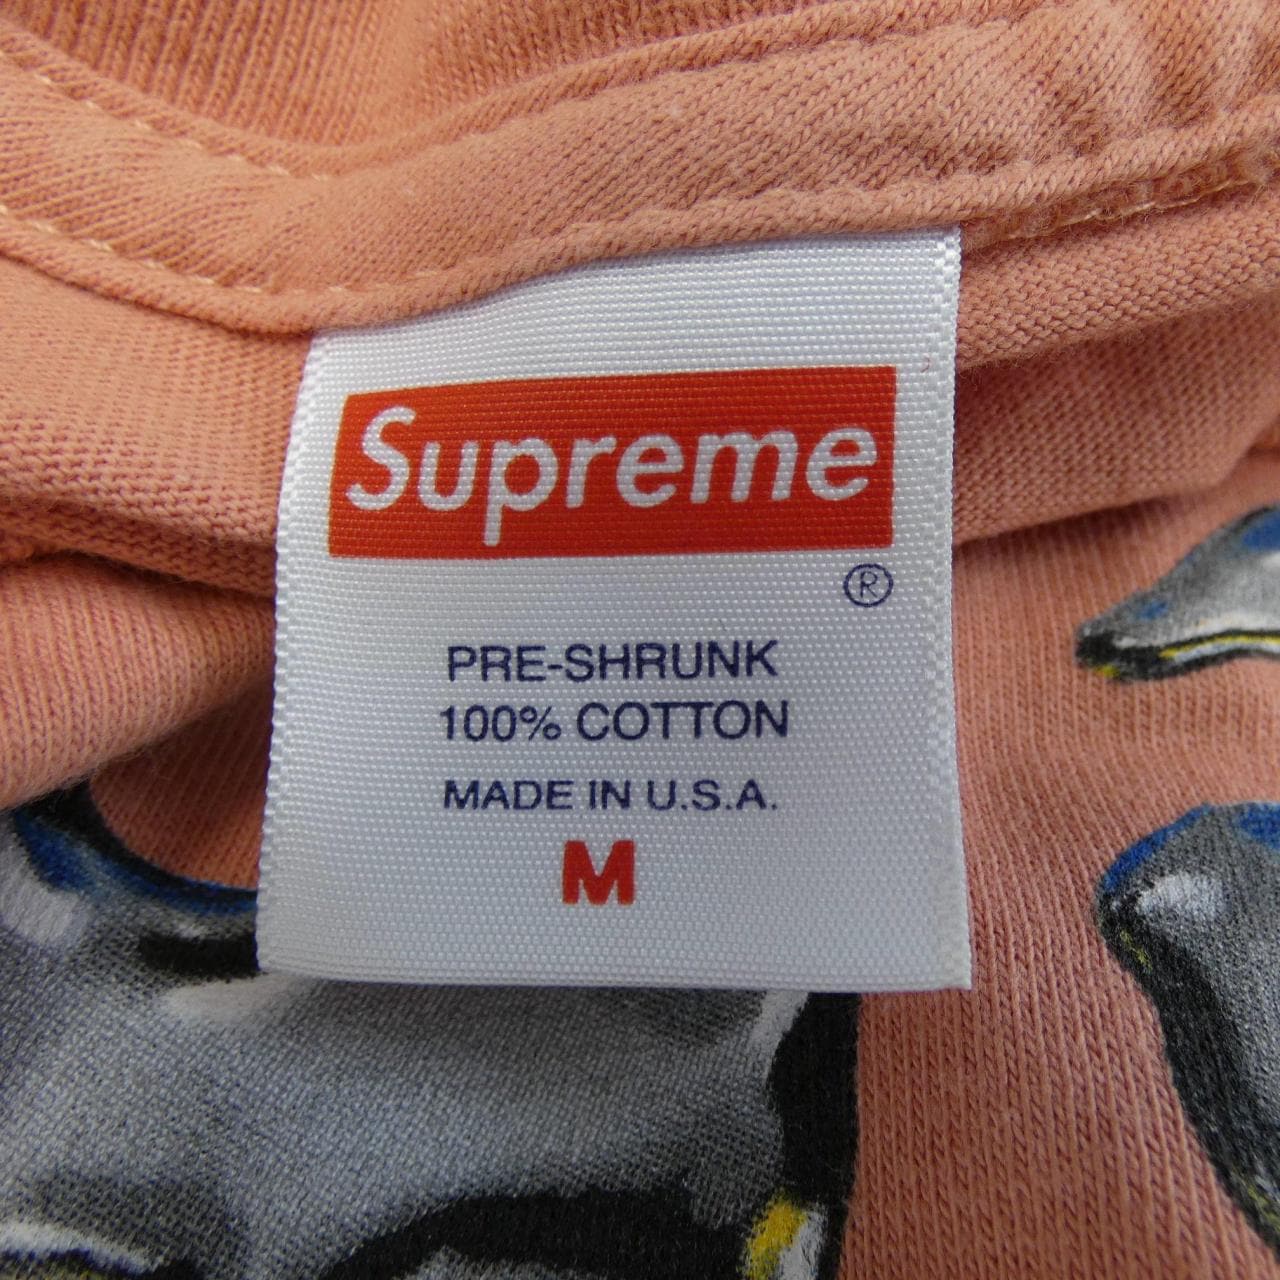 Supreme
®
PRE-SHRUNK
100% COTTON
MADE IN U.S.A.
M